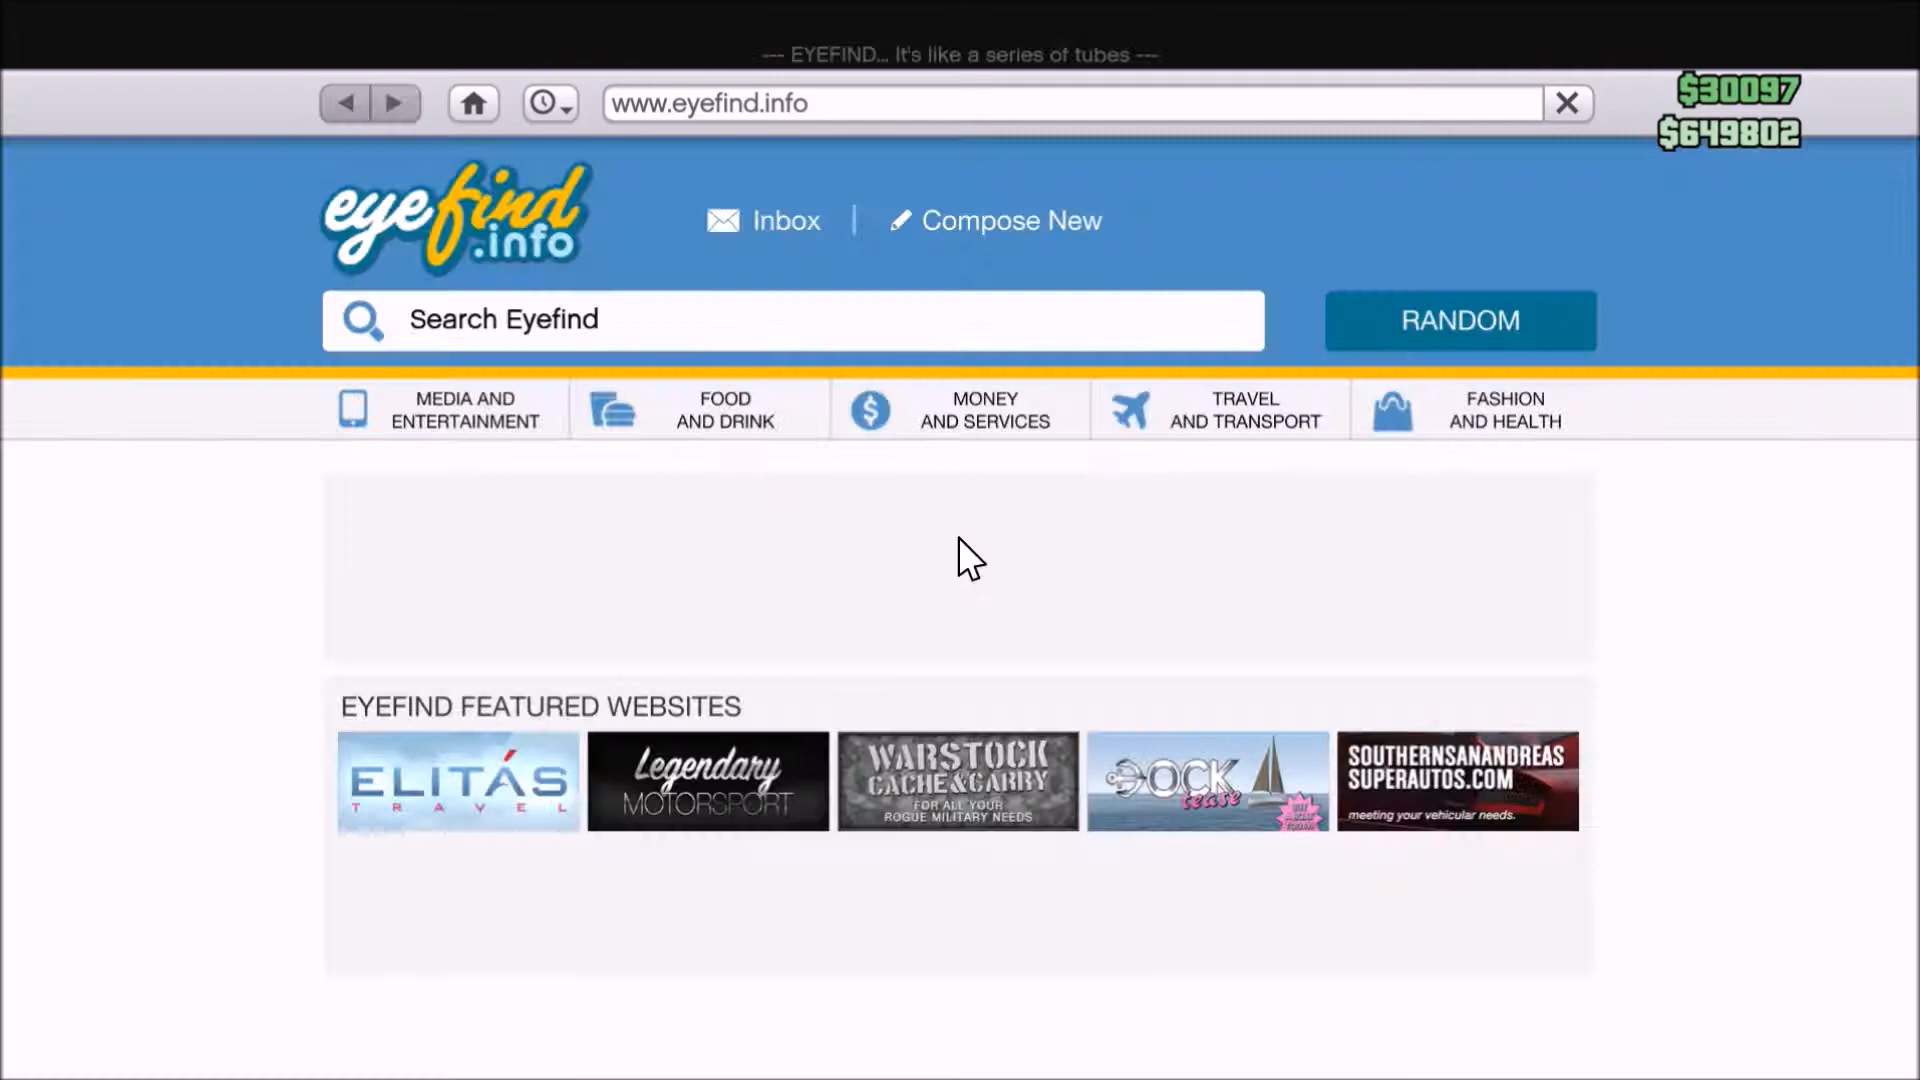 --- EYEFIND... It's like a series of tubes ---
www.eyefind.info
$30097
$649802
eyefind
.info
Inbox
Compose New
Search Eyefind
RANDOM
MEDIA AND
ENTERTAINMENT
FOOD
AND DRINK
MONEY
AND SERVICES
TRAVEL
AND TRANSPORT
FASHION
AND HEALTH
EYEFIND FEATURED WEBSITES
ELITÁS
TRAVEL
Legendary
MOTORSPORT
WARSTOCK
CACHE&CARRY
FOR ALL YOUR
ROGUE MILITARY NEEDS
DOCK
tease
SOUTHERNSANANDREAS
SUPERAUTOS.COM
meeting your vehicular needs.